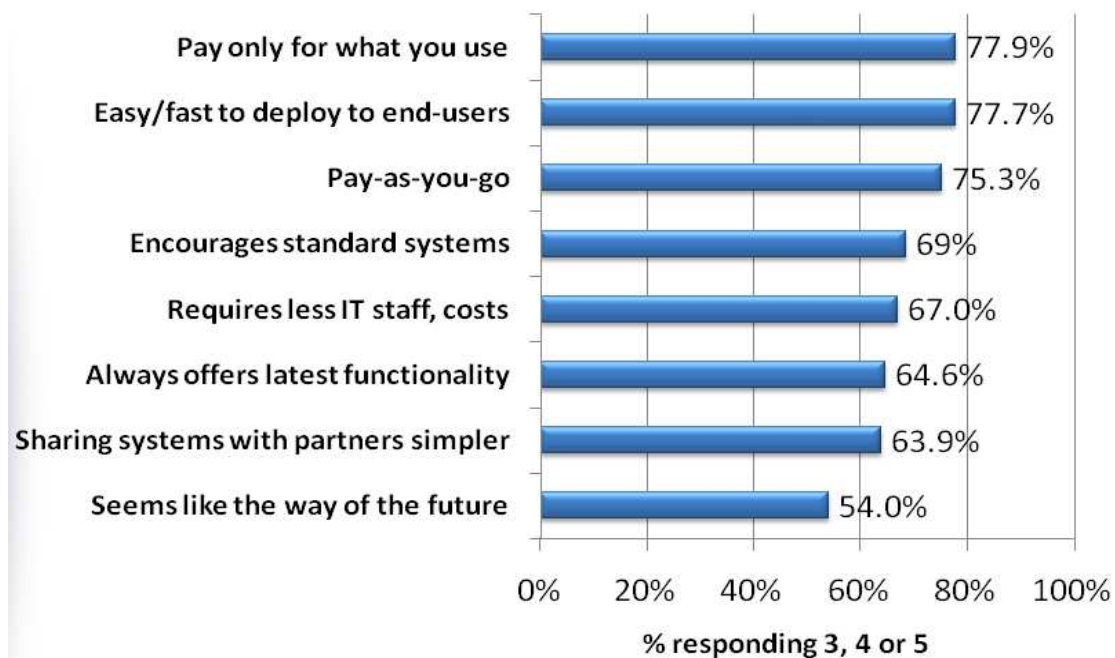 Pay only for what you use 77.9%
Easy/fast to deploy to end-users 77.7%
Pay-as-you-go 75.3%
Encourages standard systems 69%
Requires less IT staff, costs 67.0%
Always offers latest functionality 64.6%
Sharing systems with partners simpler 63.9%
Seems like the way of the future 54.0%
0% 20% 40% 60% 80% 100%
% responding 3, 4 or 5